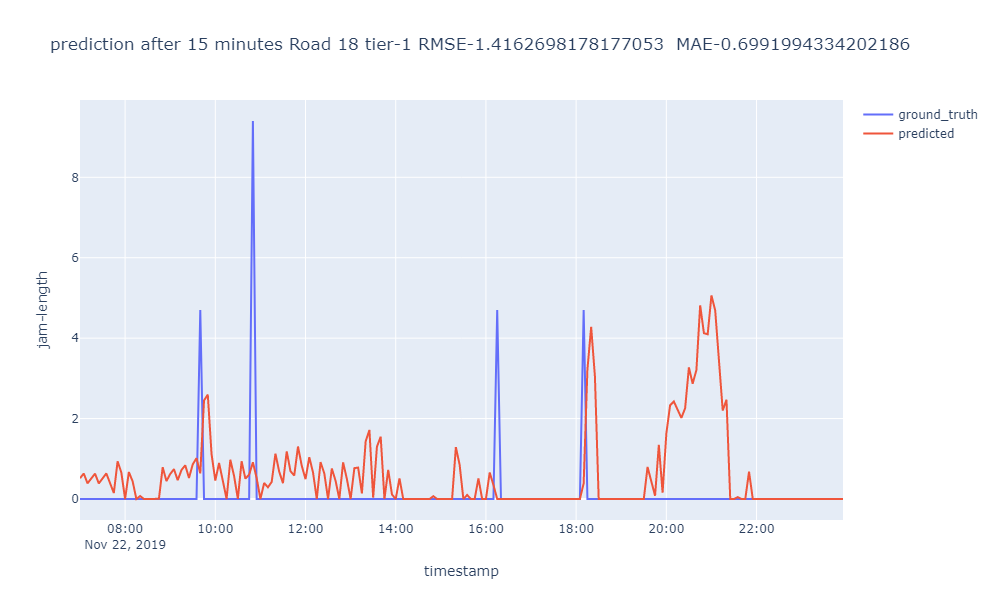 prediction after 15 minutes Road 18 tier-1 RMSE-1.4162698178177053  MAE-0.6991994334202186
ground_truth
predicted
8
6
4
2
0
jam-length
08:00 10:00 12:00 14:00 16:00 18:00 20:00 22:00
Nov 22, 2019
timestamp